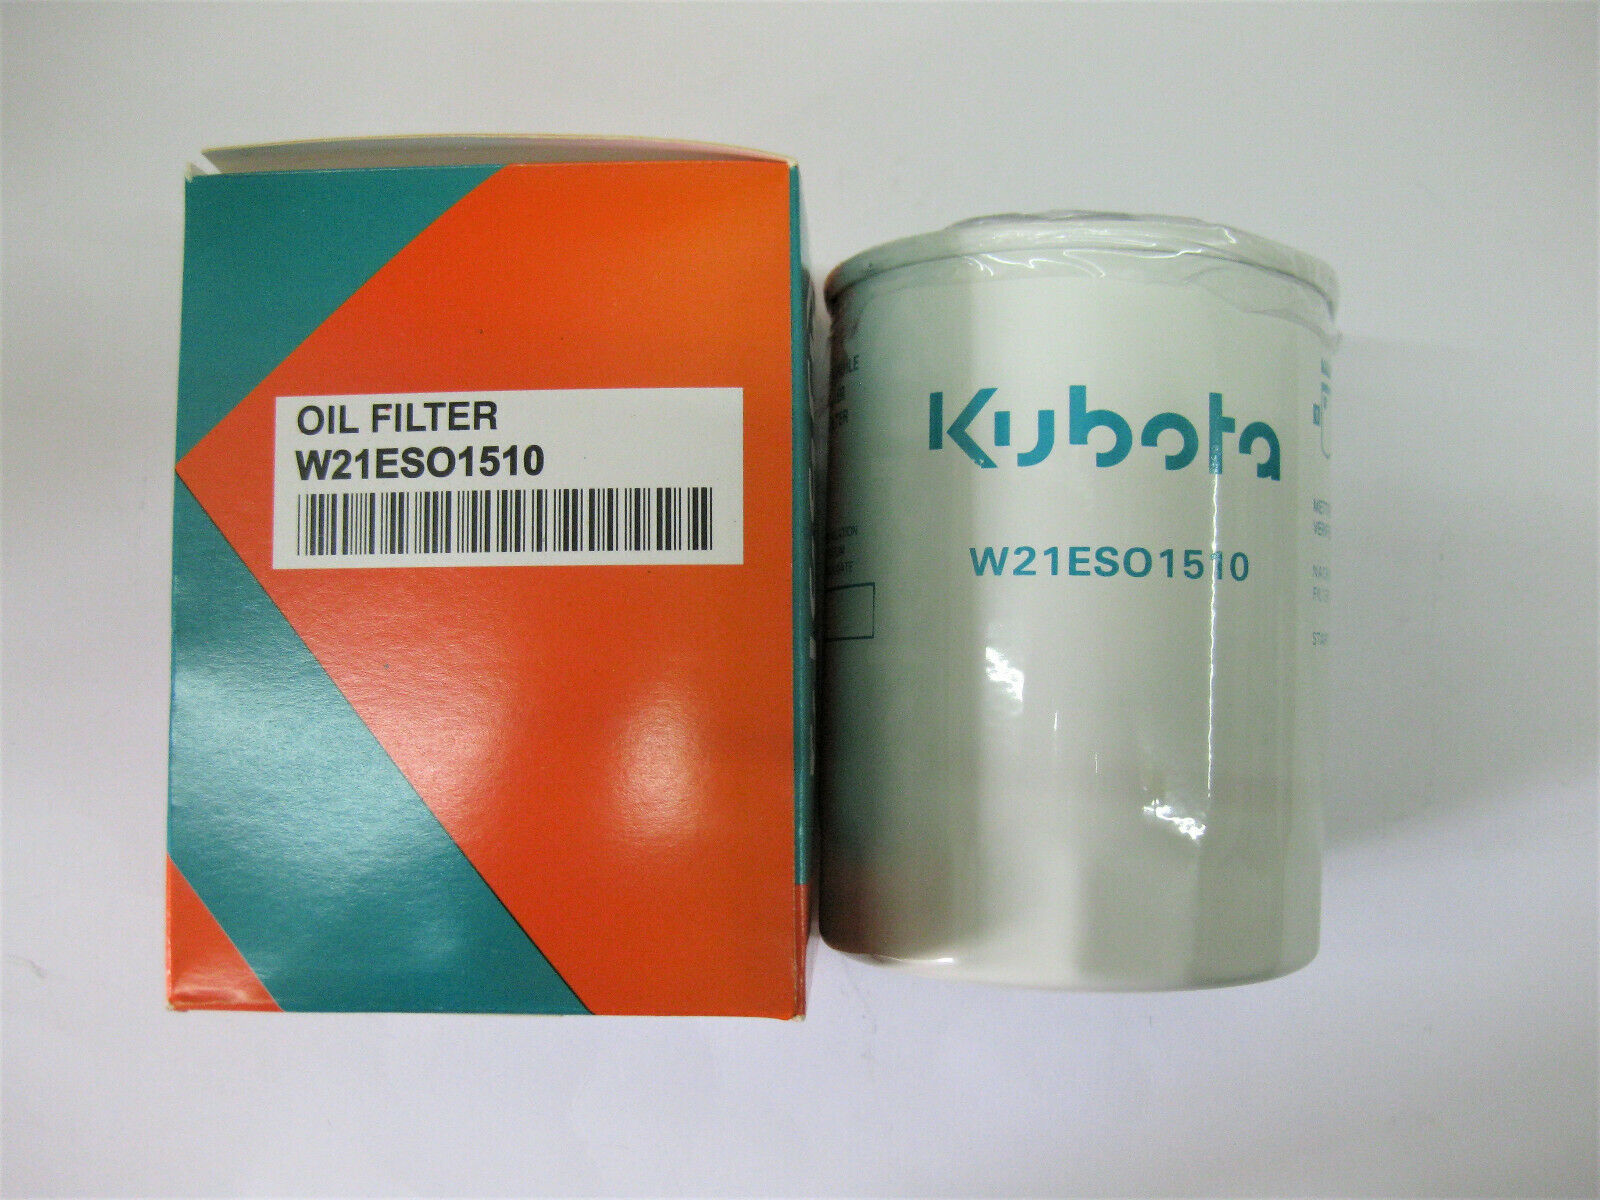 OIL FILTER
W21ESO1510
Kubota
W21ESO1510